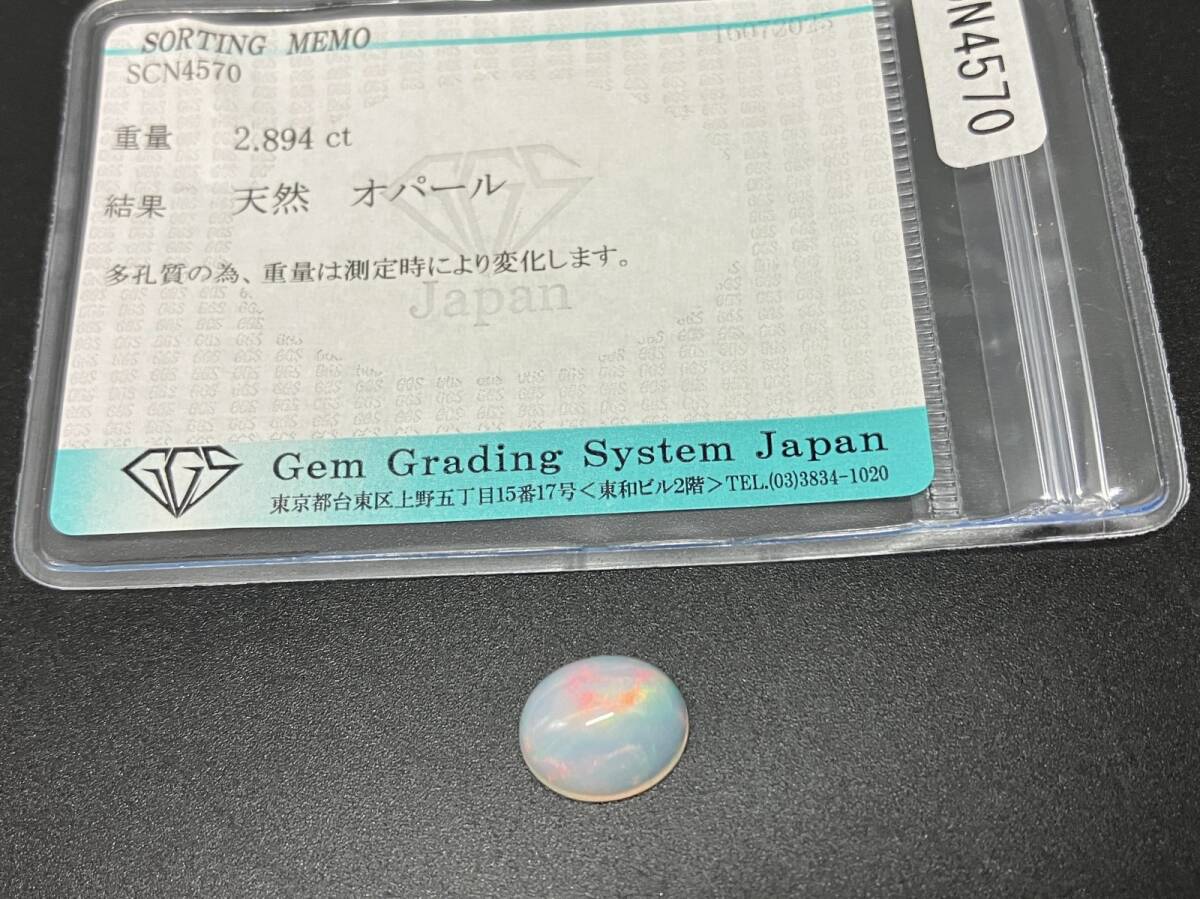 SORTING MEMO
16072025
SCN4570
重量 2.894 ct
結果 天然 オパール
多孔質の為、重量は測定時により変化します。
GGS
Japan
GGS
Gem Grading System Japan
東京都台東区上野五丁目15番17号＜東和ビル2階＞TEL.(03)3834-1020
N4570